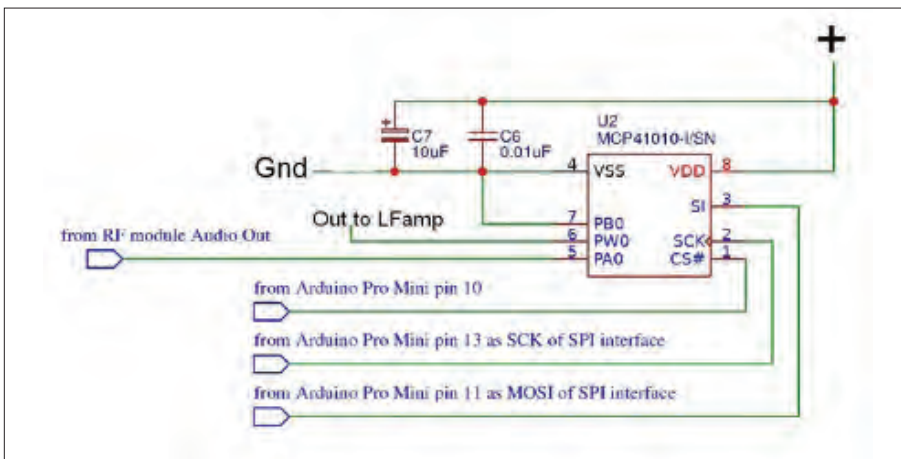 +
U2
MCP41010-I/SN
C7
10uF
C6
0.01uF
Gnd
4 VSS VDD 8
SI 3
Out to LFamp
7 PB0
6 PW0 SCK 2
5 PA0 CS# 1
from RF module Audio Out
from Arduino Pro Mini pin 10
from Arduino Pro Mini pin 13 as SCK of SPI interface
from Arduino Pro Mini pin 11 as MOSI of SPI interface